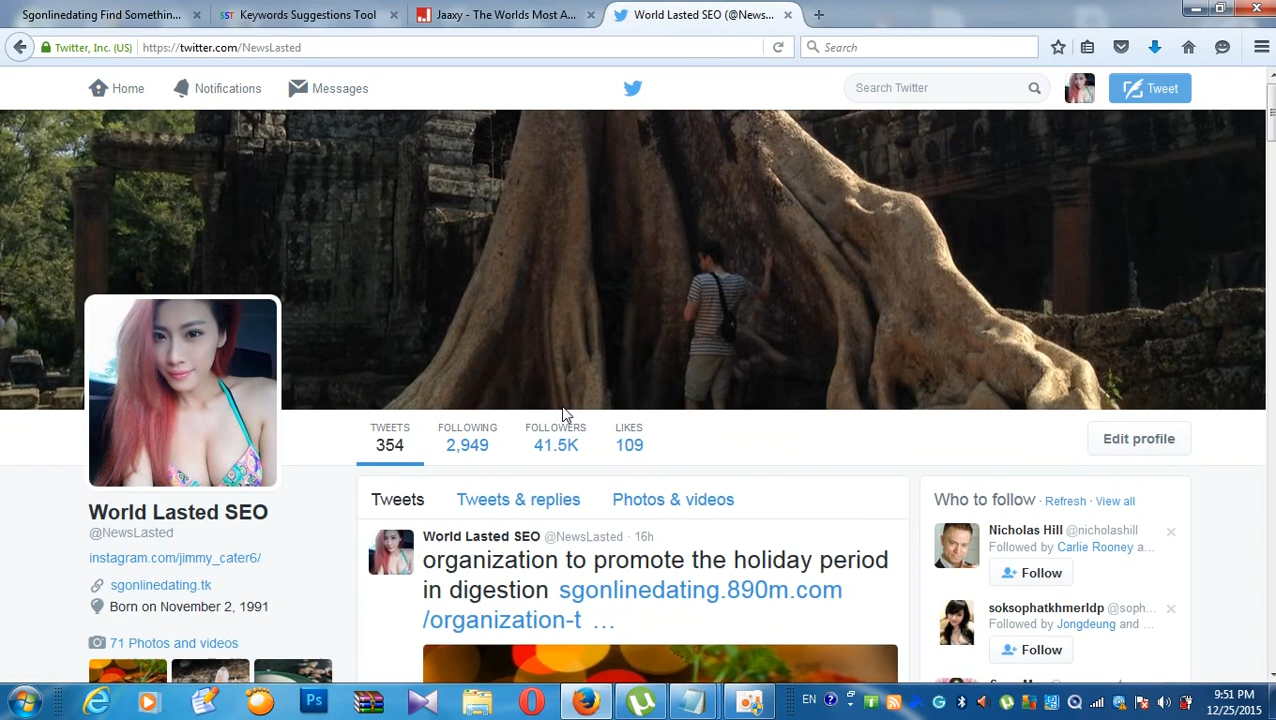 Sgonlinedating Find Somethin...
SST Keywords Suggestions Tool
Jaaxy - The Worlds Most A...
World Lasted SEO (@News...
Twitter, Inc. (US)
https://twitter.com/NewsLasted
Search
Home
Notifications
Messages
Search Twitter
Tweet
TWEETS
354
FOLLOWING
2,949
FOLLOWERS
41.5K
LIKES
109
Edit profile
World Lasted SEO
@NewsLasted
instagram.com/jimmy_cater6/
sgonlinedating.tk
Born on November 2, 1991
71 Photos and videos
Tweets
Tweets & replies
Photos & videos
World Lasted SEO @NewsLasted · 16h
organization to promote the holiday period
in digestion sgonlinedating.890m.com
/organization-t …
Who to follow · Refresh · View all
Nicholas Hill @nicholashill
Followed by Carlie Rooney a...
Follow
soksophatkhmerldp @soph...
Followed by Jongdeung and ...
Follow
Ps
EN
9:51 PM
12/25/2015